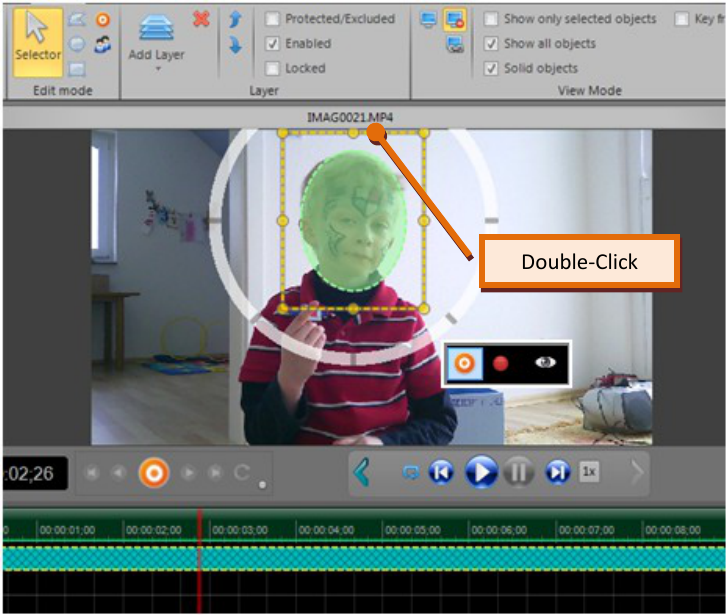 Protected/Excluded
Show only selected objects
Key fr
Enabled
Show all objects
Selector
Add Layer
Locked
Solid objects
Edit mode
Layer
View Mode
IMAG0021.MP4
Double-Click
:02;26
1x
0
00:00:01;00
00:00:02;00
00:00:03;00
00:00:04;00
00:00:05;00
00:00:06;00
00:00:07;00
00:00:08;00